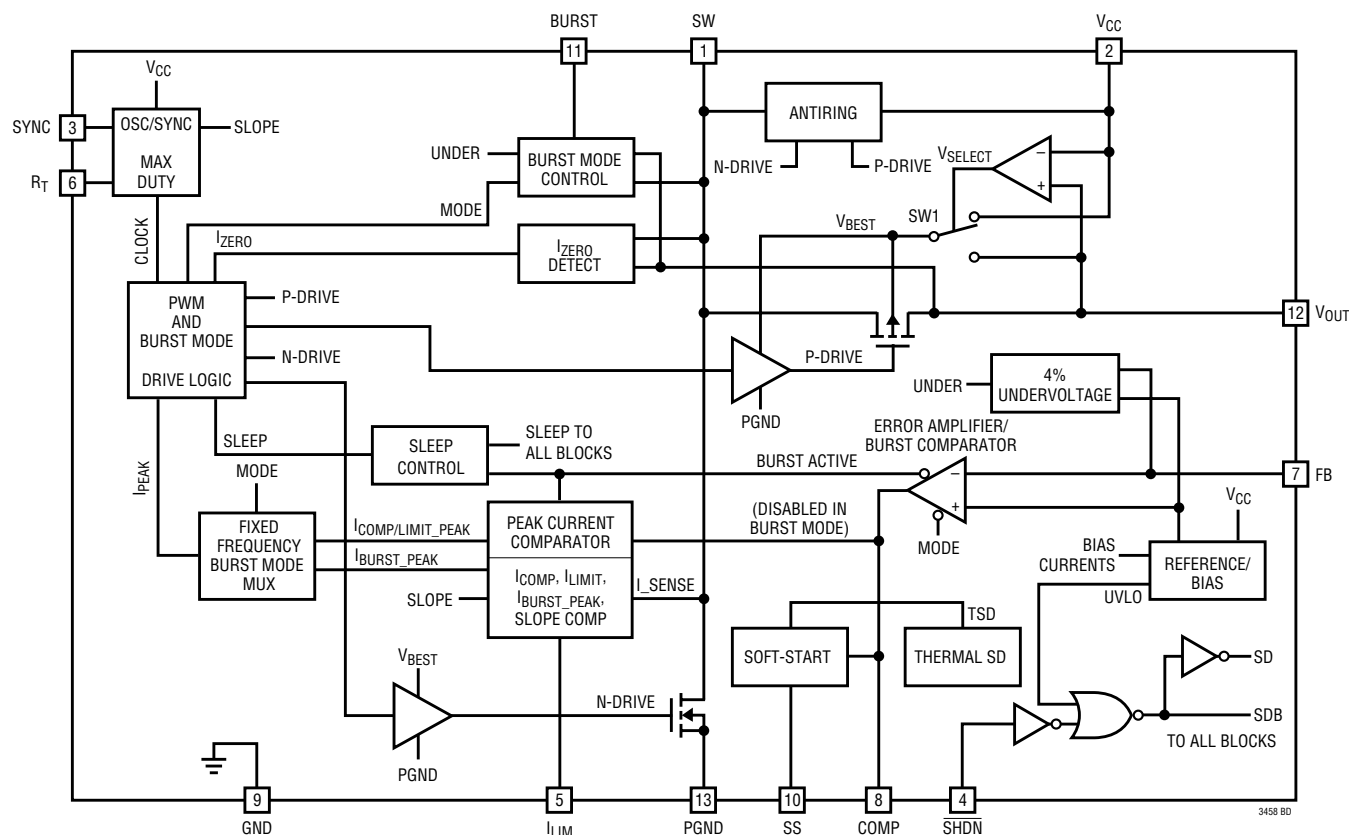 BURST
SW
VCC
11
1
2
VCC
SYNC
3
OSC/SYNC
MAX
DUTY
SLOPE
RT
6
ANTIRING
N-DRIVE
P-DRIVE
UNDER
BURST MODE
CONTROL
VSELECT
–
+
MODE
CLOCK
IZERO
IZERO
DETECT
VBEST
SW1
PWM
AND
BURST MODE
DRIVE LOGIC
P-DRIVE
N-DRIVE
12
VOUT
P-DRIVE
PGND
UNDER
4%
UNDERVOLTAGE
SLEEP
SLEEP
CONTROL
SLEEP TO
ALL BLOCKS
ERROR AMPLIFIER/
BURST COMPARATOR
BURST ACTIVE
–
+
7
FB
IPEAK
MODE
(DISABLED IN
BURST MODE)
MODE
VCC
FIXED
FREQUENCY
BURST MODE
MUX
ICOMP/LIMIT_PEAK
IBURST_PEAK
PEAK CURRENT
COMPARATOR
ICOMP, ILIMIT,
IBURST_PEAK,
SLOPE COMP
SLOPE
I_SENSE
BIAS
CURRENTS
REFERENCE/
BIAS
UVLO
TSD
SOFT-START
THERMAL SD
SD
SDB
TO ALL BLOCKS
VBEST
N-DRIVE
PGND
9
5
13
10
8
4
GND
ILIM
PGND
SS
COMP
SHDN
3458 BD